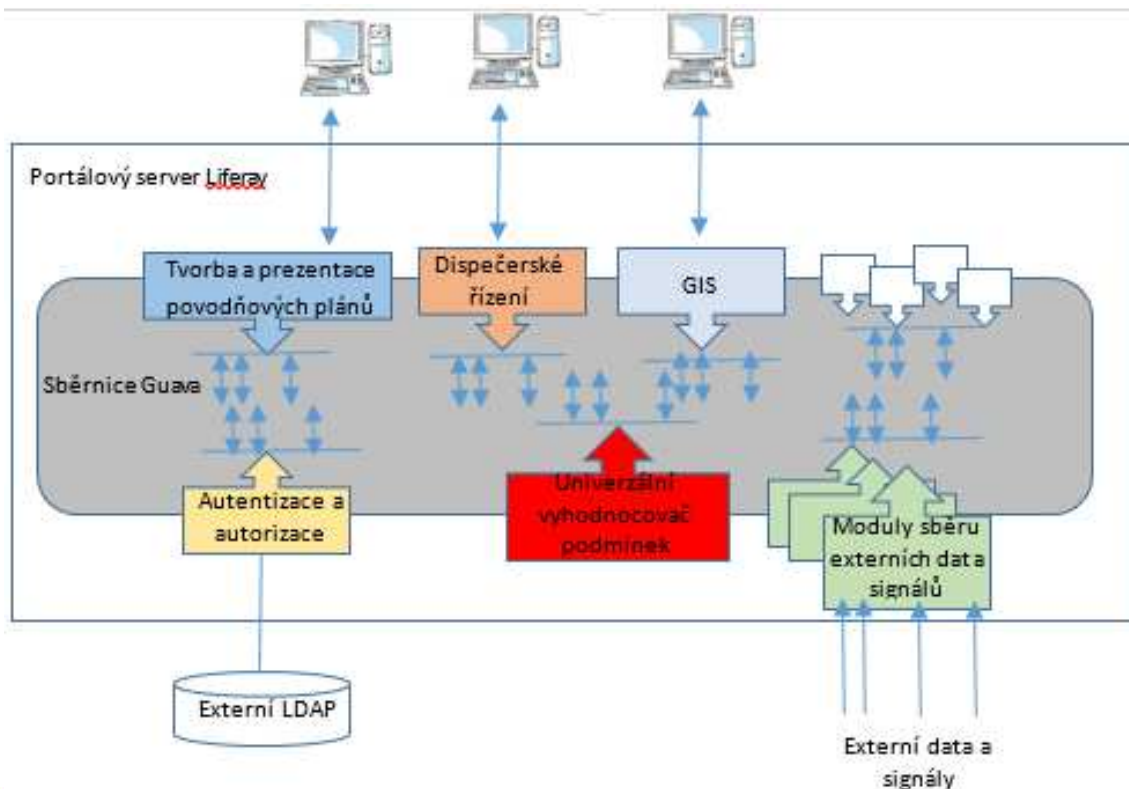 Portálový server Liferay
Tvorba a prezentace
povodňových plánů
Dispečerské
řízení
GIS
Sběrnice Guava
Autentizace a
autorizace
Univerzální
vyhodnocovač
podmínek
Moduly sběru
externích data a
signálů
Externí LDAP
Externí data a
signály